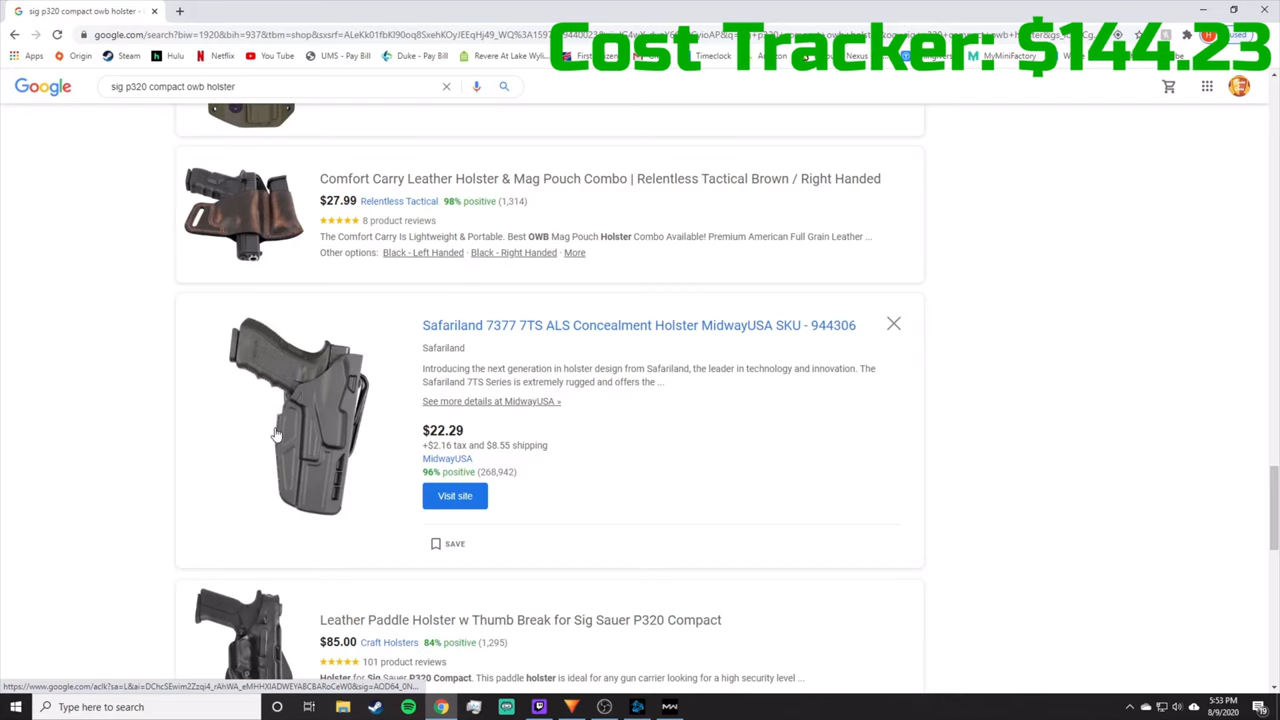 sig p320 compact owb holster - G
Cost Tracker: $144.23
Apps
Origin
Steam
Hulu
Netflix
YouTube
UMS - Pay Bill
Duke - Pay Bill
Revere At Lake Wyli...
Timeclock
MyMiniFactory
Google
sig p320 compact owb holster
Comfort Carry Leather Holster & Mag Pouch Combo | Relentless Tactical Brown / Right Handed
$27.99 Relentless Tactical 98% positive (1,314)
8 product reviews
The Comfort Carry Is Lightweight & Portable. Best OWB Mag Pouch Holster Combo Available! Premium American Full Grain Leather ...
Other options: Black - Left Handed · Black - Right Handed · More
Safariland 7377 7TS ALS Concealment Holster MidwayUSA SKU - 944306
Safariland
Introducing the next generation in holster design from Safariland, the leader in technology and innovation. The
Safariland 7TS Series is extremely rugged and offers the ...
See more details at MidwayUSA »
$22.29
+$2.16 tax and $8.55 shipping
MidwayUSA
96% positive (268,942)
Visit site
SAVE
Leather Paddle Holster w Thumb Break for Sig Sauer P320 Compact
$85.00 Craft Holsters 84% positive (1,295)
101 product reviews
Holster for Sig Sauer P320 Compact. This paddle holster is ideal for any gun carrier looking for a high security level ...
Type here to search
5:53 PM
8/9/2020
19